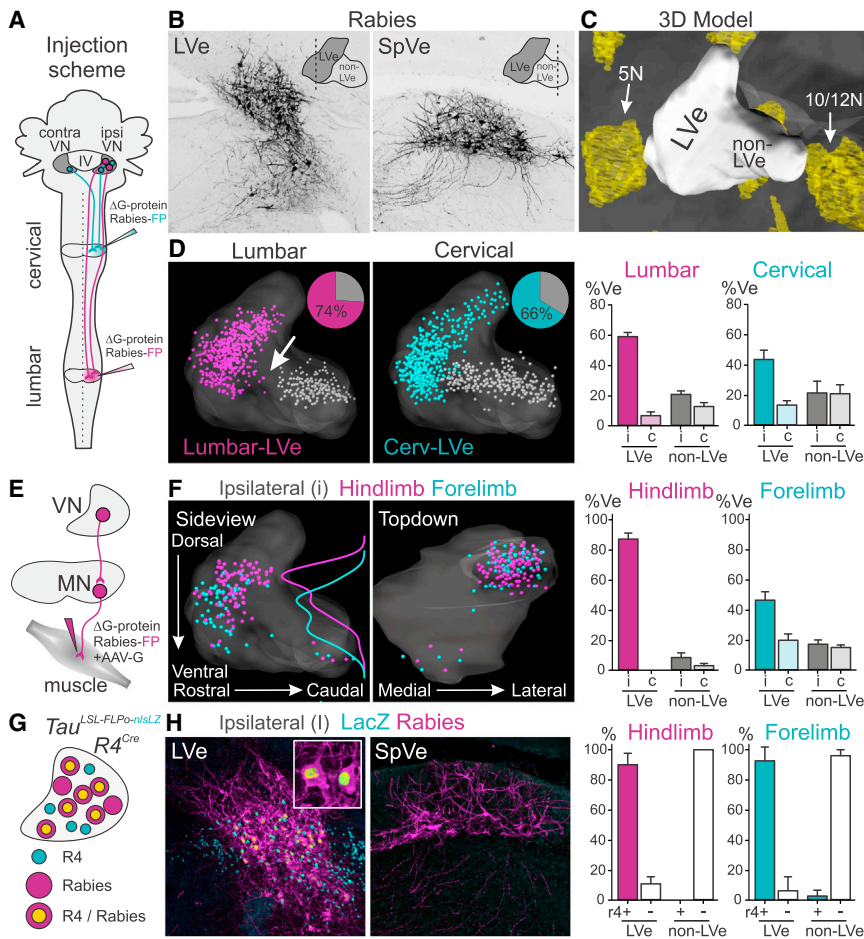 A
Injection
scheme
contra
VN
ipsi
VN
IV
ΔG-protein
Rabies-FP
cervical
ΔG-protein
Rabies-FP
lumbar
B
Rabies
LVe
LVe
non-
LVe
SpVe
LVe
non-
LVe
C
3D Model
5N
10/12N
LVe
non-
LVe
D
Lumbar
74%
Lumbar-LVe
Cervical
66%
Cerv-LVe
%Ve
Lumbar
80
60
40
20
0
i c i c
LVe non-LVe
%Ve
Cervical
80
60
40
20
0
i c i c
LVe non-LVe
E
VN
MN
ΔG-protein
Rabies-FP
+AAV-G
muscle
F
Ipsilateral (i) Hindlimb Forelimb
Sideview
Dorsal
Ventral
Rostral Caudal
Topdown
Medial Lateral
%Ve
Hindlimb
100
80
60
40
20
0
i c i c
LVe non-LVe
%Ve
Forelimb
100
80
60
40
20
0
i c i c
LVe non-LVe
G
Tau LSL-FLPo-nlsLZ
R4 Cre
R4
Rabies
R4 / Rabies
H
Ipsilateral (I) LacZ Rabies
LVe
SpVe
%
Hindlimb
100
80
60
40
20
0
r4+ - + -
LVe non-LVe
%
Forelimb
100
80
60
40
20
0
r4+ - + -
LVe non-LVe